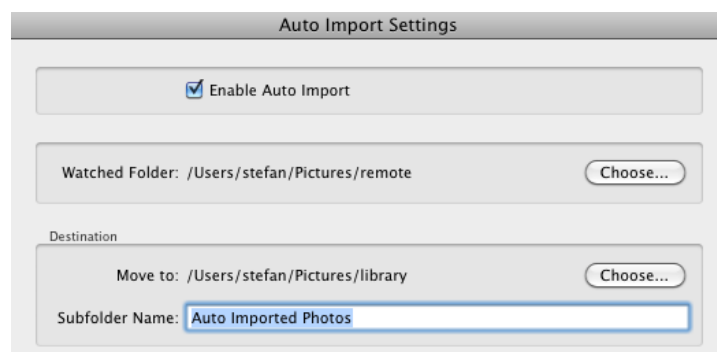 Auto Import Settings
Enable Auto Import
Watched Folder: /Users/stefan/Pictures/remote Choose...
Destination
Move to: /Users/stefan/Pictures/library Choose...
Subfolder Name: Auto Imported Photos